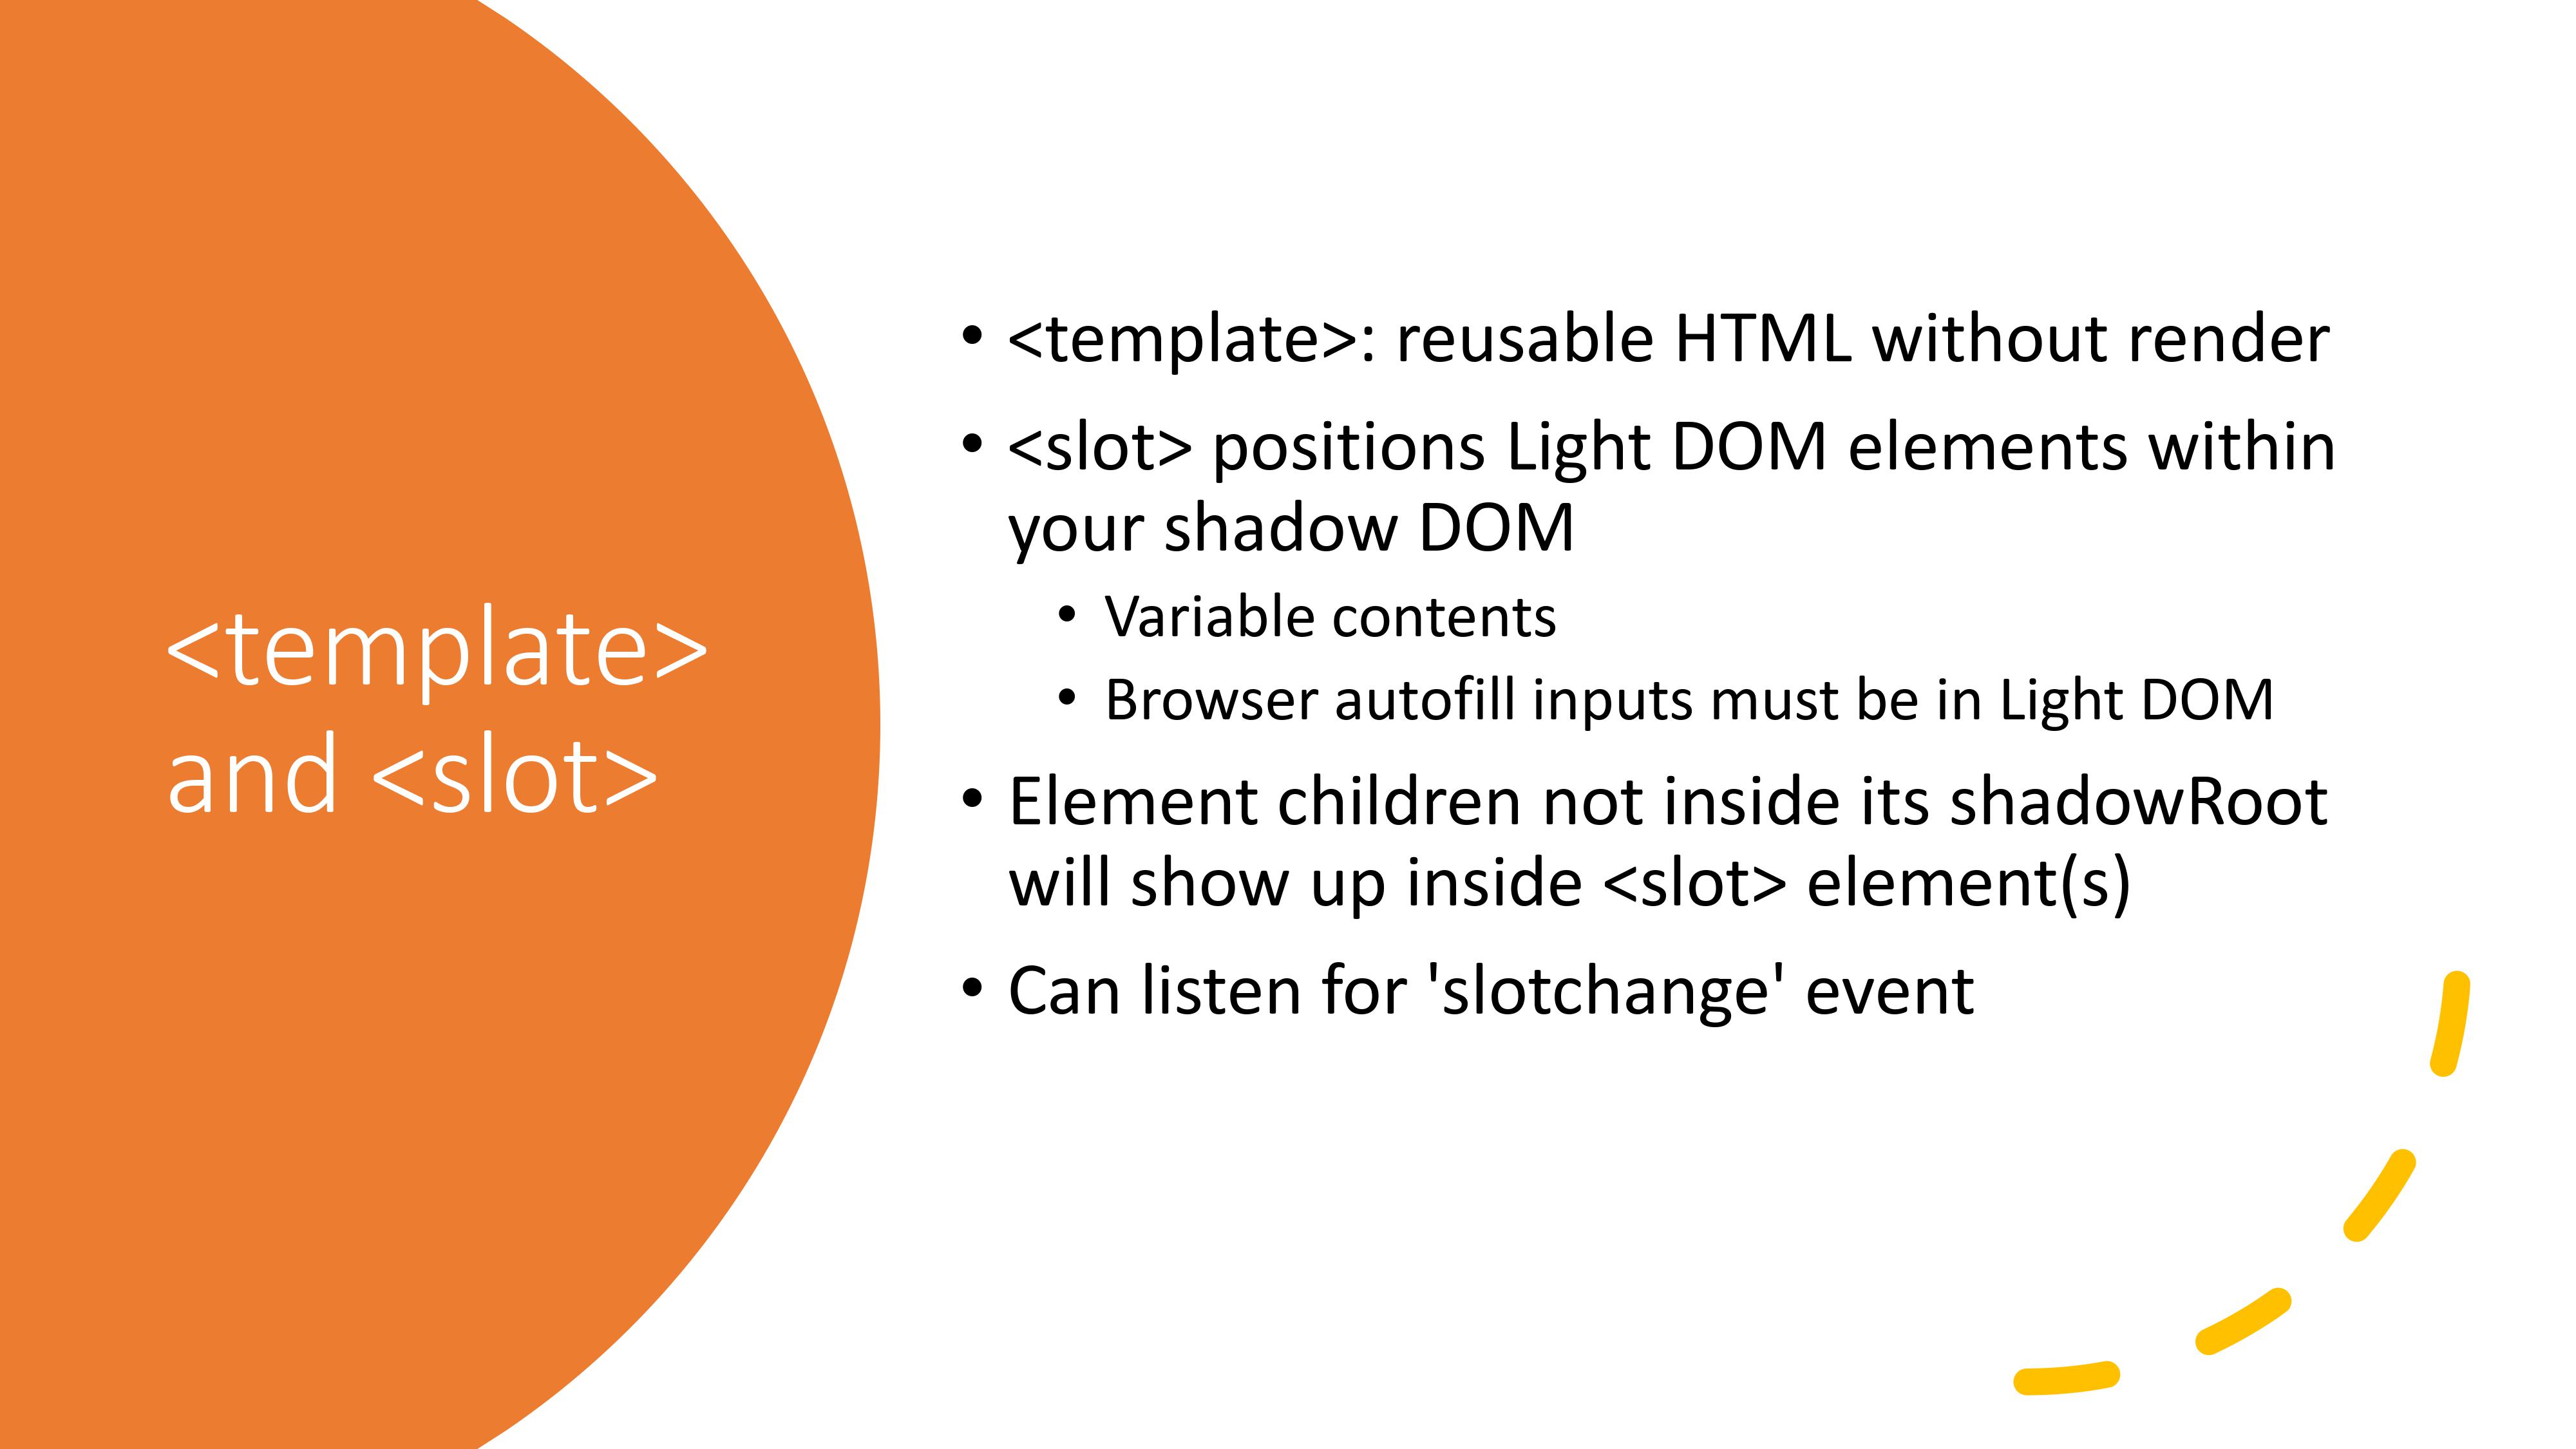 <template>
and <slot>
• <template>: reusable HTML without render
• <slot> positions Light DOM elements within
your shadow DOM
• Variable contents
• Browser autofill inputs must be in Light DOM
• Element children not inside its shadowRoot
will show up inside <slot> element(s)
• Can listen for 'slotchange' event